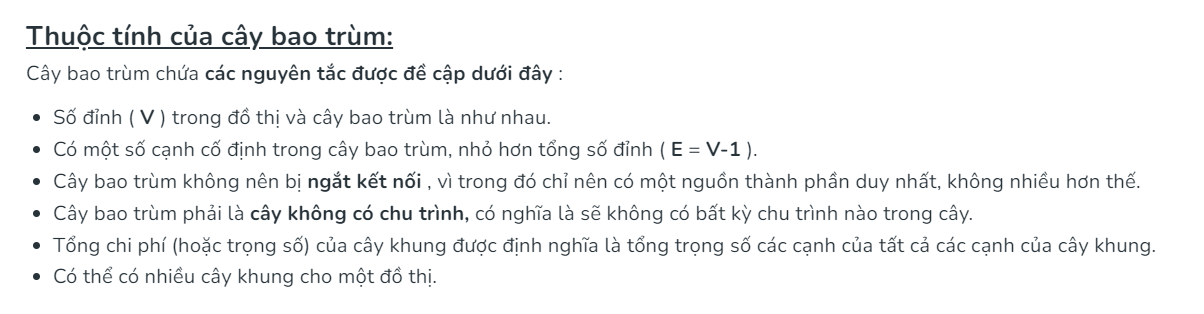 Thuộc tính của cây bao trùm:
Cây bao trùm chứa các nguyên tắc được đề cập dưới đây :
• Số đỉnh ( V ) trong đồ thị và cây bao trùm là như nhau.
• Có một số cạnh cố định trong cây bao trùm, nhỏ hơn tổng số đỉnh ( E = V-1 ).
• Cây bao trùm không nên bị ngắt kết nối , vì trong đó chỉ nên có một nguồn thành phần duy nhất, không nhiều hơn thế.
• Cây bao trùm phải là cây không có chu trình, có nghĩa là sẽ không có bất kỳ chu trình nào trong cây.
• Tổng chi phí (hoặc trọng số) của cây khung được định nghĩa là tổng trọng số các cạnh của tất cả các cạnh của cây khung.
• Có thể có nhiều cây khung cho một đồ thị.